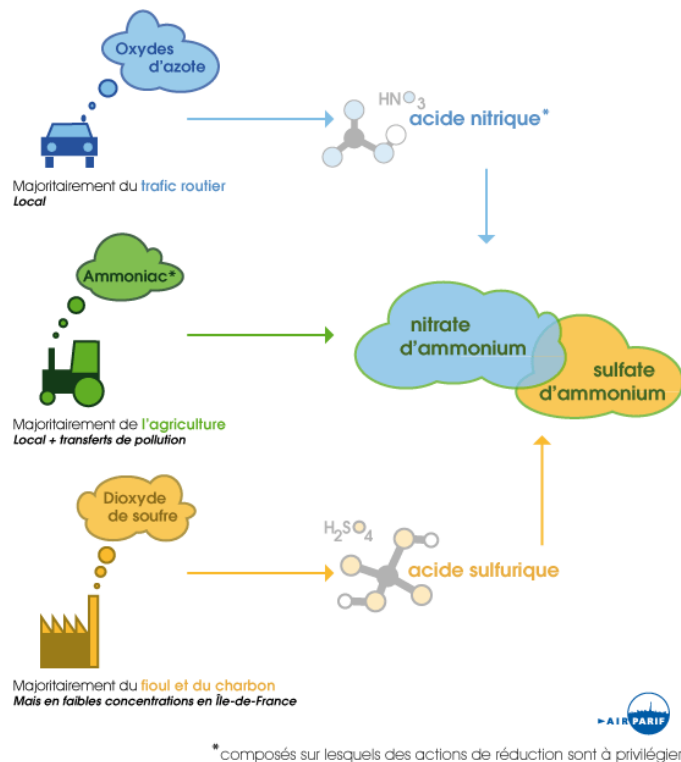 Oxydes
d'azote
HNO3
acide nitrique*
Majoritairement du trafic routier
Local
Ammoniac*
nitrate
d'ammonium
sulfate
d'ammonium
Majoritairement de l'agriculture
Local + transferts de pollution
Dioxyde
de soufre
H2SO4
acide sulfurique
Majoritairement du fioul et du charbon
Mais en faibles concentrations en Île-de-France
AIR PARIF
*composés sur lesquels des actions de réduction sont à privilégier